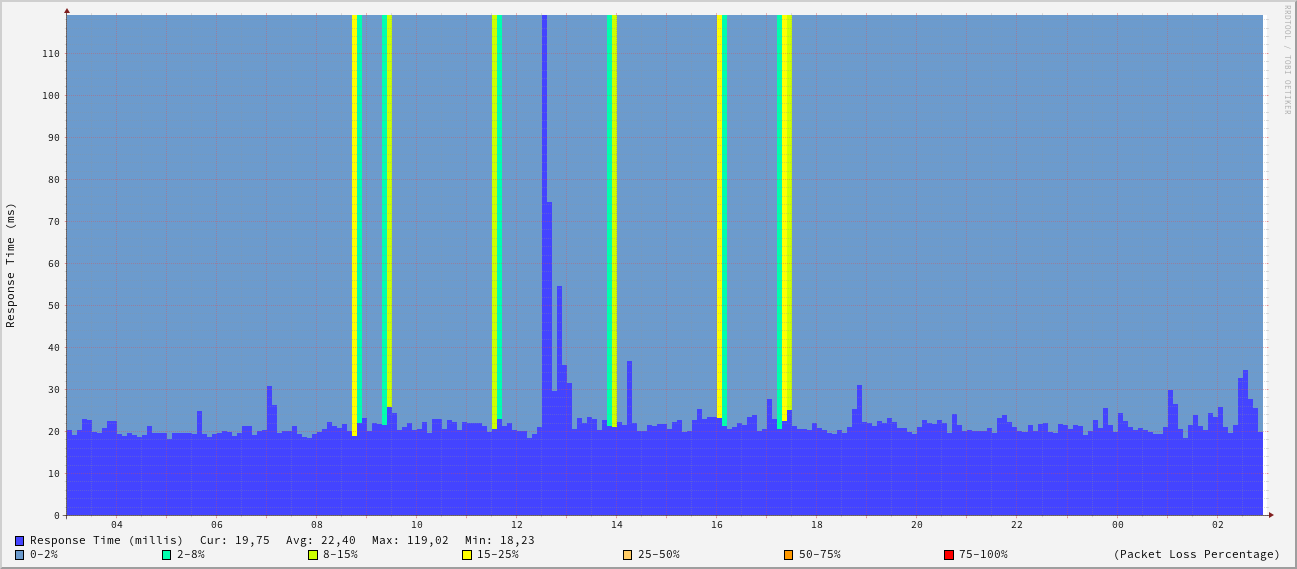 RRDTOOL / TOBI OETIKER
Response Time (ms)
110
100
90
80
70
60
50
40
30
20
10
0
04 06 08 10 12 14 16 18 20 22 00 02
Response Time (millis) Cur: 19,75 Avg: 22,40 Max: 119,02 Min: 18,23
0-2% 2-8% 8-15% 15-25% 25-50% 50-75% 75-100% (Packet Loss Percentage)